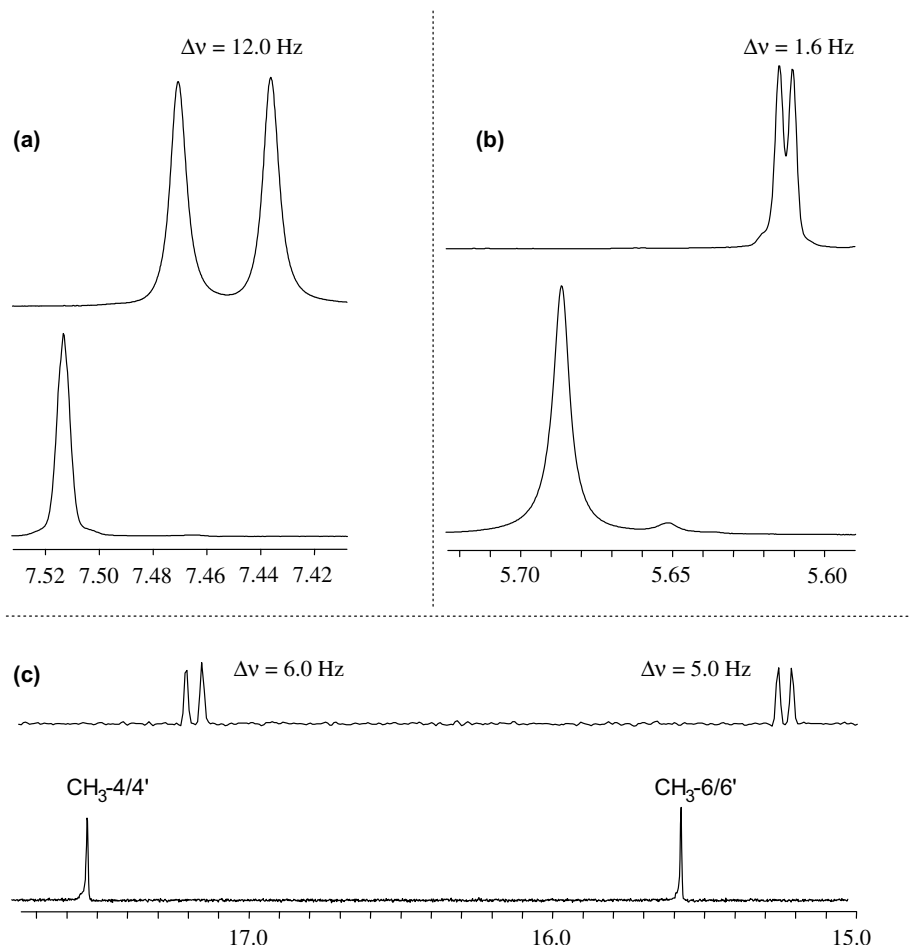 Δν = 12.0 Hz
(a)
7.52 7.50 7.48 7.46 7.44 7.42
Δν = 1.6 Hz
(b)
5.70 5.65 5.60
(c)
Δν = 6.0 Hz
Δν = 5.0 Hz
CH₃-4/4'
CH₃-6/6'
17.0 16.0 15.0